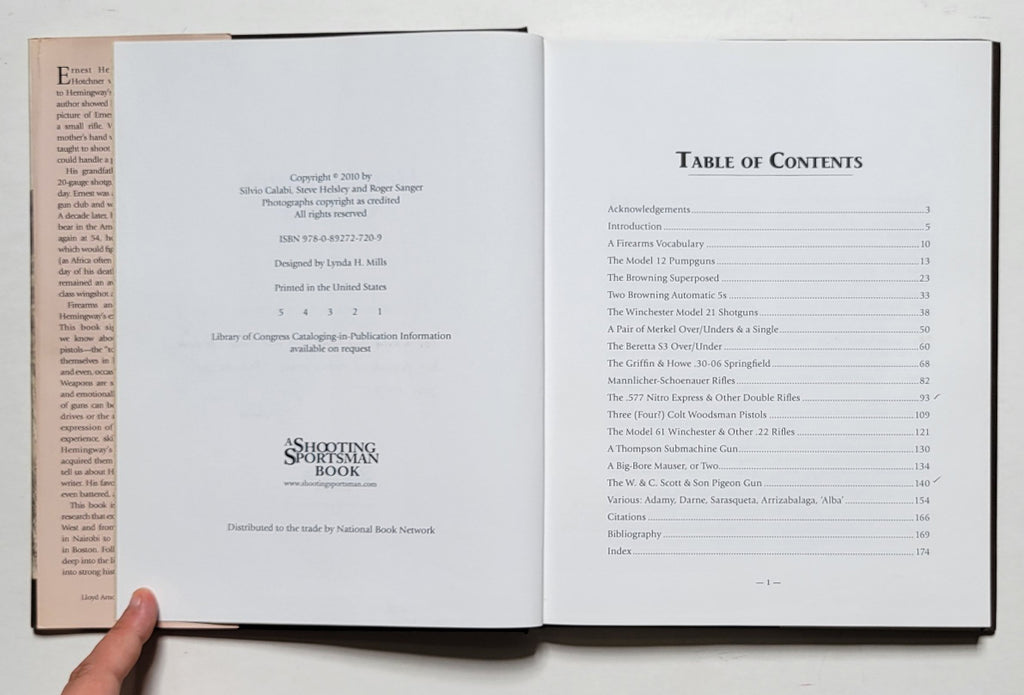 Ernest He
Hotchner
to Hemingway's
author showed
picture of Ernes
a small rifle.
mother's hand
taught to shoot
could handle a
His grandfat
20-gauge shotgu
day. Ernest was
gun club and w
A decade later,
bear in the Am
again at 54, he
which would fig
(as Africa often
day of his deat
remained an a
class wingshot
Firearms an
Hemingway's e
This book
we know abo
pistols—the
themselves in
and even, occa
Weapons are
and emotional
of guns can be
drives or the
expression of
experience, ski
Hemingway's
acquired them
tell us about H
writer. His favo
even battered,
This book
research that e
West and from
in Nairobi to
in Boston. Foll
deep into the li
into strong hist
Lloyd Arno
Copyright © 2010 by
Silvio Calabi, Steve Helsley and Roger Sanger
Photographs copyright as credited
All rights reserved
ISBN 978-0-89272-720-9
Designed by Lynda H. Mills
Printed in the United States
5 4 3 2 1
Library of Congress Cataloging-in-Publication Information
available on request
A SHOOTING
SPORTSMAN
BOOK
www.shootingsportsman.com
Distributed to the trade by National Book Network
TABLE OF CONTENTS
Acknowledgements 3
Introduction 5
A Firearms Vocabulary 10
The Model 12 Pumpguns 13
The Browning Superposed 23
Two Browning Automatic 5s 33
The Winchester Model 21 Shotguns 38
A Pair of Merkel Over/Unders & a Single 50
The Beretta S3 Over/Under 60
The Griffin & Howe .30-06 Springfield 68
Mannlicher-Schoenauer Rifles 82
The .577 Nitro Express & Other Double Rifles 93
Three (Four?) Colt Woodsman Pistols 109
The Model 61 Winchester & Other .22 Rifles 121
A Thompson Submachine Gun 130
A Big-Bore Mauser, or Two 134
The W. & C. Scott & Son Pigeon Gun 140
Various: Adamy, Darne, Sarasqueta, Arrizabalaga, 'Alba' 154
Citations 166
Bibliography 169
Index 174
— 1 —